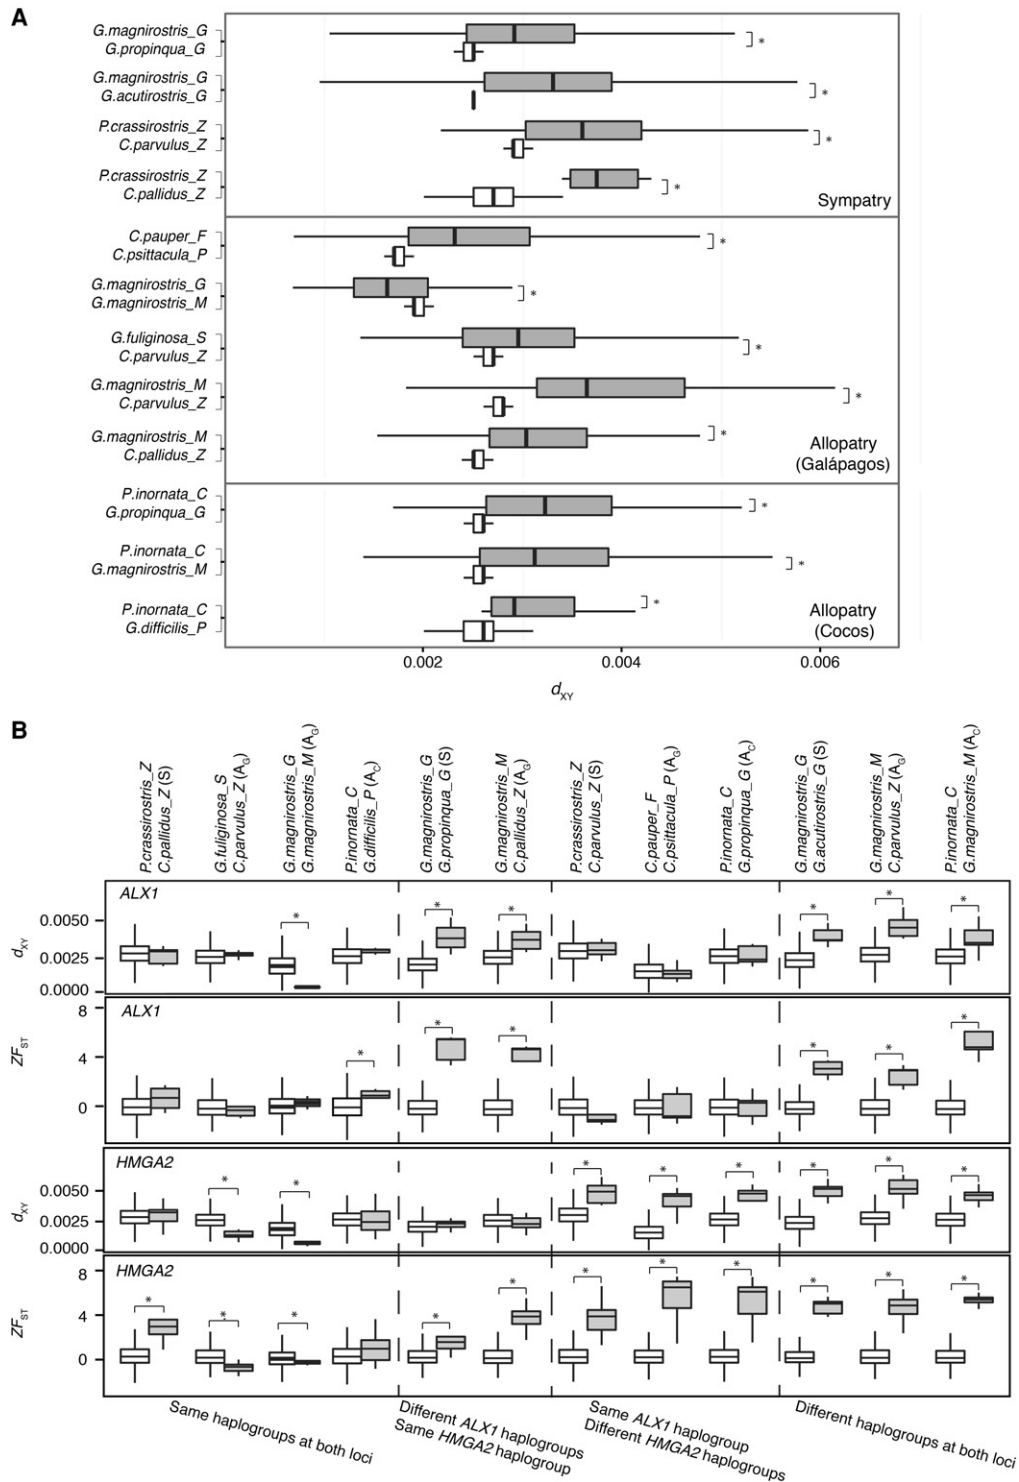 A
G.magnirostris_G
G.propinqua_G
*
G.magnirostris_G
G.acutirostris_G
*
P.crassirostris_Z
C.parvulus_Z
*
P.crassirostris_Z
C.pallidus_Z
*
Sympatry
C.pauper_F
C.psittacula_P
*
G.magnirostris_G
G.magnirostris_M
*
G.fuliginosa_S
C.parvulus_Z
*
G.magnirostris_M
C.parvulus_Z
*
G.magnirostris_M
C.pallidus_Z
*
Allopatry
(Galápagos)
P.inornata_C
G.propinqua_G
*
P.inornata_C
G.magnirostris_M
*
P.inornata_C
G.difficilis_P
*
Allopatry
(Cocos)
0.002 0.004 0.006
dXY
B
P.crassirostris_Z
C.pallidus_Z (S)
G.fuliginosa_S
C.parvulus_Z (AG)
G.magnirostris_G
G.magnirostris_M (AG)
P.inornata_C
G.difficilis_P (AC)
G.magnirostris_G
G.propinqua_G (S)
G.magnirostris_M
C.pallidus_Z (AG)
P.crassirostris_Z
C.parvulus_Z (S)
C.pauper_F
C.psittacula_P (AG)
P.inornata_C
G.propinqua_G (AC)
G.magnirostris_G
G.acutirostris_G (S)
G.magnirostris_M
C.parvulus_Z (AG)
P.inornata_C
G.magnirostris_M (AC)
ALX1
dXY
0.0050
0.0025
0.0000
* * * * * *
ALX1
ZFST
8
4
0
* * * * * *
HMGA2
dXY
0.0050
0.0025
0.0000
* * * * * * * *
HMGA2
ZFST
8
4
0
* * * * * * * * * * *
Same haplogroups at both loci
Different ALX1 haplogroups
Same HMGA2 haplogroup
Same ALX1 haplogroup
Different HMGA2 haplogroups
Different haplogroups at both loci